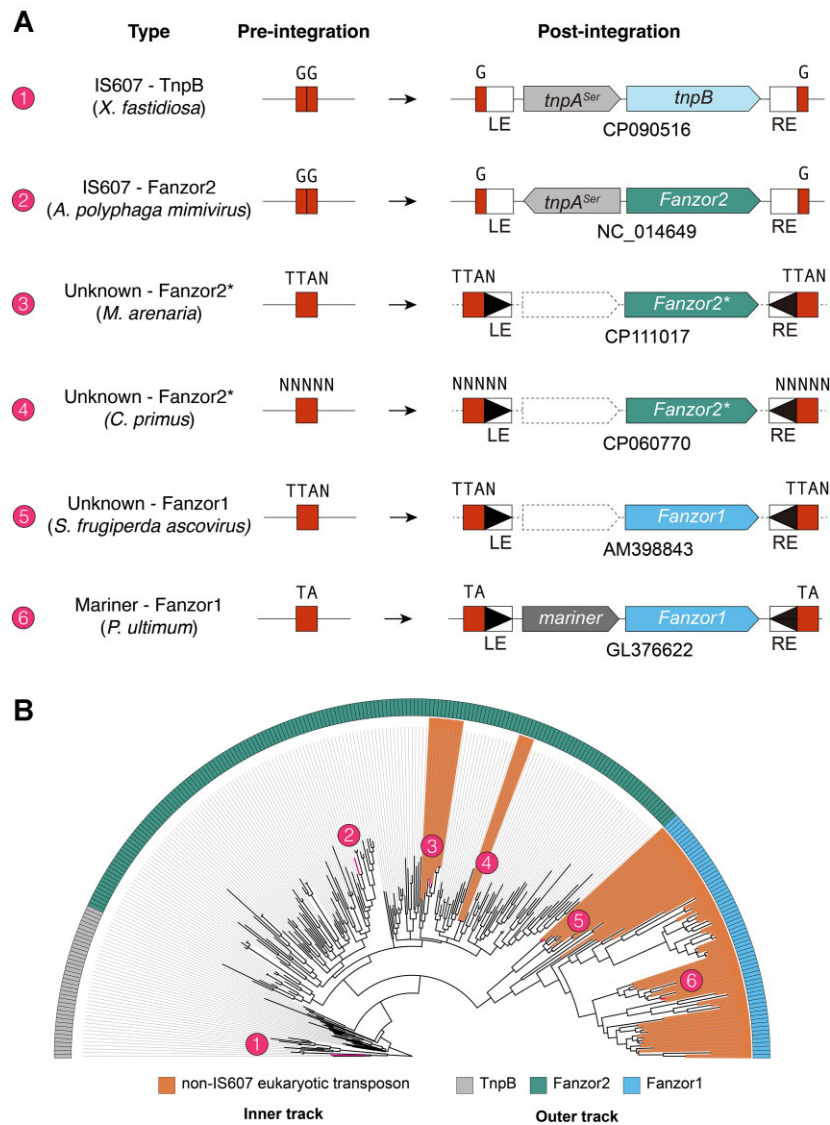 A
Type Pre-integration Post-integration
1 IS607 - TnpB
(X. fastidiosa)
GG
G G
tnpA^Ser tnpB
LE RE
CP090516
2 IS607 - Fanzor2
(A. polyphaga mimivirus)
GG
G G
tnpA^Ser Fanzor2
LE RE
NC_014649
3 Unknown - Fanzor2*
(M. arenaria)
TTAN
TTAN TTAN
Fanzor2*
LE RE
CP111017
4 Unknown - Fanzor2*
(C. primus)
NNNNN
NNNNN NNNNN
Fanzor2*
LE RE
CP060770
5 Unknown - Fanzor1
(S. frugiperda ascovirus)
TTAN
TTAN TTAN
Fanzor1
LE RE
AM398843
6 Mariner - Fanzor1
(P. ultimum)
TA
TA TA
mariner Fanzor1
LE RE
GL376622
B
1
2
3
4
5
6
non-IS607 eukaryotic transposon TnpB Fanzor2 Fanzor1
Inner track Outer track